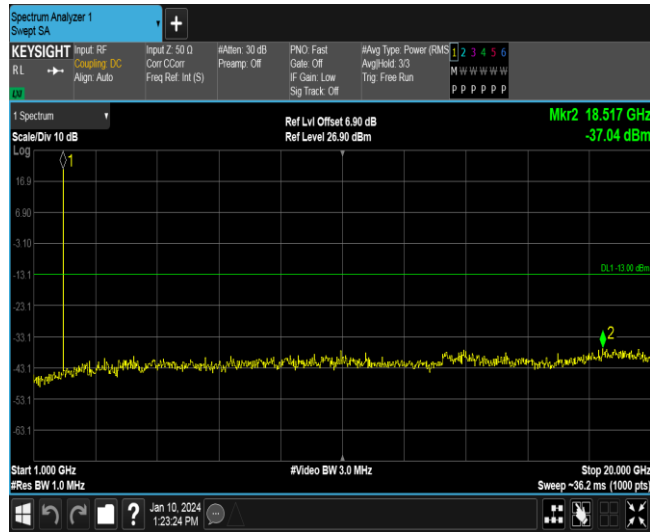 Spectrum Analyzer 1
Swept SA
+
KEYSIGHT
RL
LXI
Input: RF
Coupling: DC
Align: Auto
Input Z: 50 Ω
Corr CCorr
Freq Ref: Int (S)
#Atten: 30 dB
Preamp: Off
PNO: Fast
Gate: Off
IF Gain: Low
Sig Track: Off
#Avg Type: Power (RMS
Avg|Hold: 3/3
Trig: Free Run
1 2 3 4 5 6
M W W W W W
P P P P P P
1 Spectrum
Scale/Div 10 dB
Ref Lvl Offset 6.90 dB
Ref Level 26.90 dBm
Mkr2 18.517 GHz
-37.04 dBm
Log
1
16.9
6.90
-3.10
-13.1
DL1 -13.00 dBm
-23.1
-33.1
2
-43.1
-53.1
-63.1
Start 1.000 GHz
#Video BW 3.0 MHz
Stop 20.000 GHz
#Res BW 1.0 MHz
Sweep ~36.2 ms (1000 pts)
?
Jan 10, 2024
1:23:24 PM